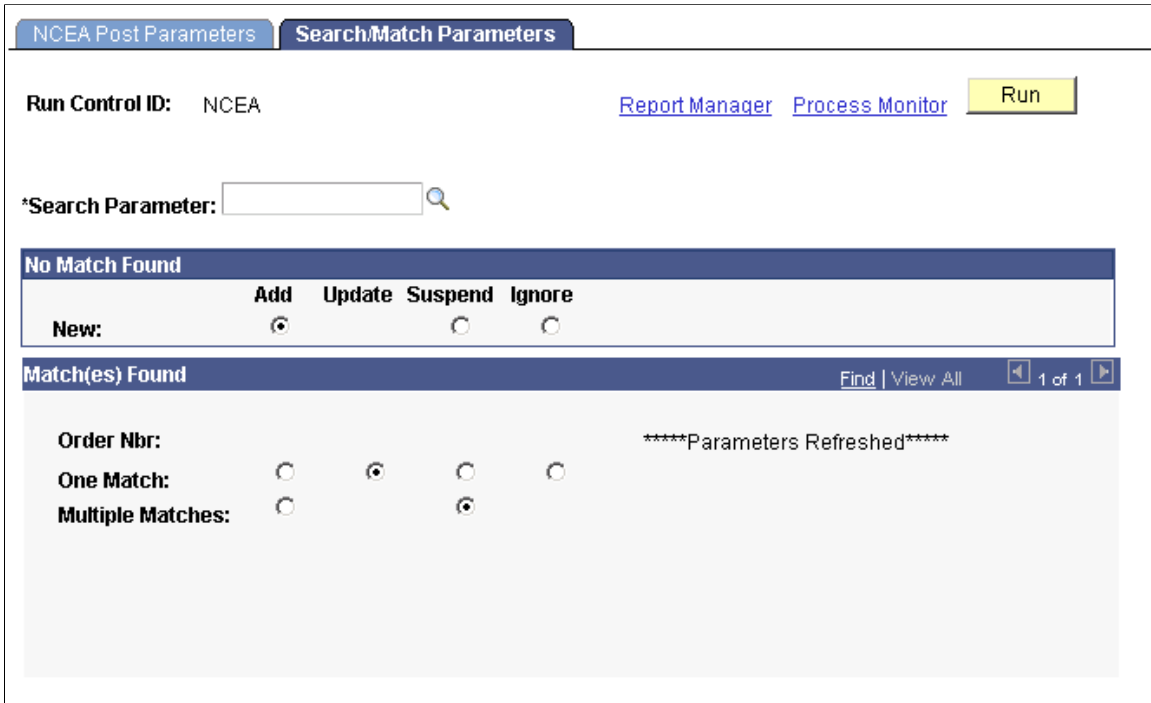 NCEA Post Parameters Search/Match Parameters
Run Control ID: NCEA Report Manager Process Monitor Run
*Search Parameter:
No Match Found
Add Update Suspend Ignore
New:
Match(es) Found Find | View All 1 of 1
Order Nbr: *****Parameters Refreshed*****
One Match:
Multiple Matches: